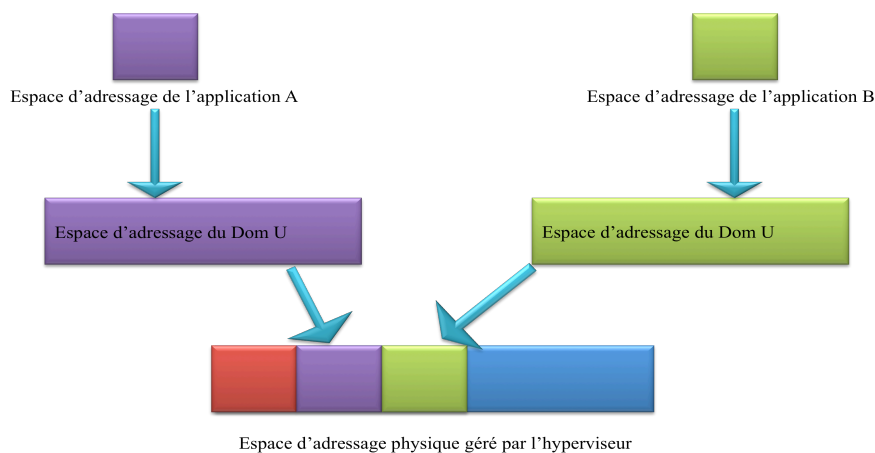 Espace d’adressage de l’application A
Espace d’adressage de l’application B
Espace d’adressage du Dom U
Espace d’adressage du Dom U
Espace d’adressage physique géré par l’hyperviseur